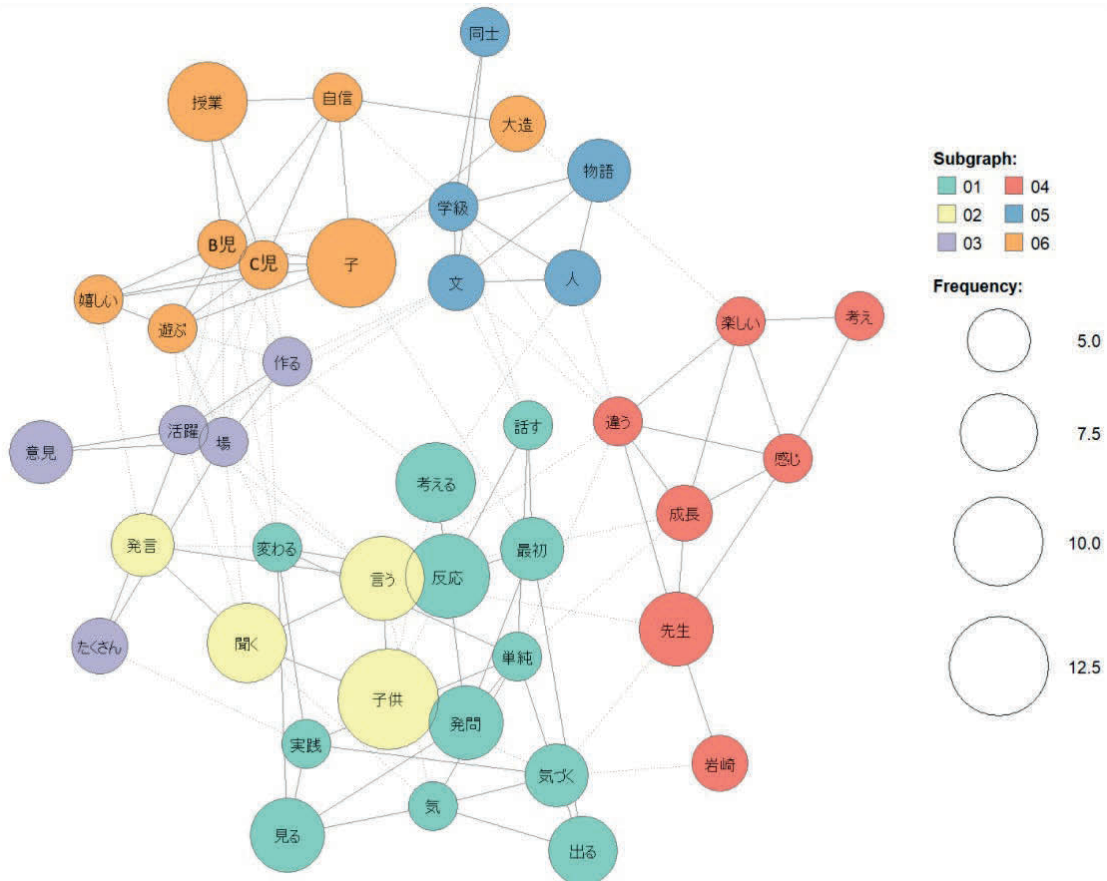 同士
授業
自信
大造
物語
学級
B児
C児
子
文
人
嬉しい
遊ぶ
作る
楽しい
考え
活躍
場
意見
話す
違う
感じ
考える
成長
発言
変わる
言う
反応
最初
たくさん
聞く
単純
先生
子供
発問
実践
気づく
岩崎
気
見る
出る
Subgraph:
01 04
02 05
03 06
Frequency:
5.0
7.5
10.0
12.5